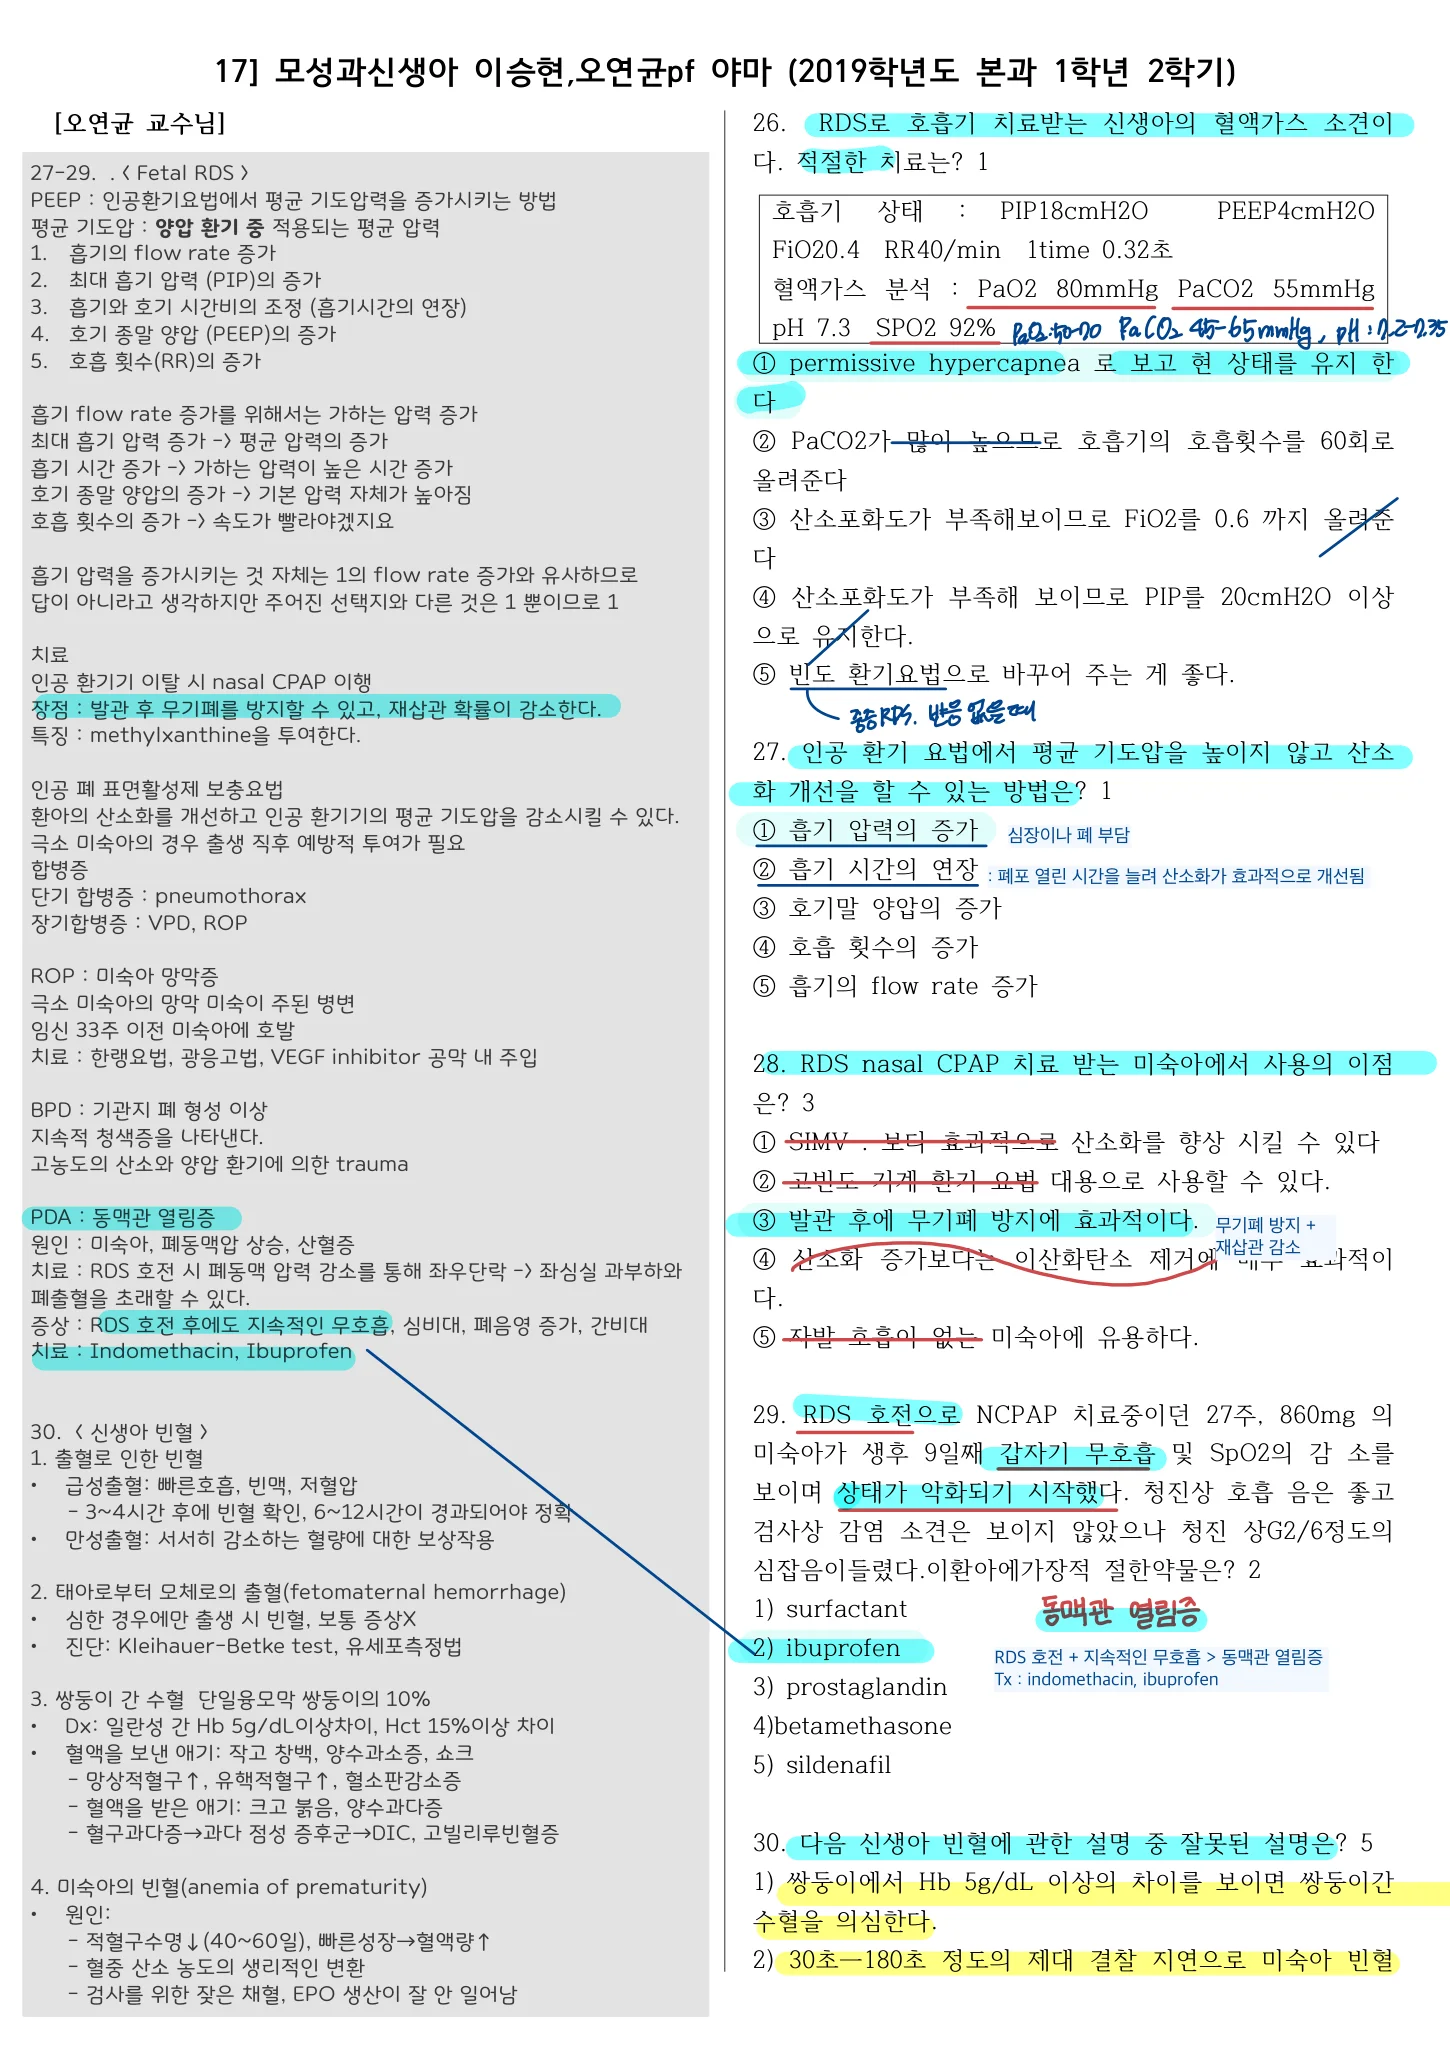 17] 모성과신생아 이승현,오연균pf 야마 (2019학년도 본과 1학년 2학기)
[오연균 교수님]
27-29. . < Fetal RDS >
PEEP : 인공환기요법에서 평균 기도압력을 증가시키는 방법
평균 기도압 : 양압 환기 중 적용되는 평균 압력
1. 흡기의 flow rate 증가
2. 최대 흡기 압력 (PIP)의 증가
3. 흡기와 호기 시간비의 조정 (흡기시간의 연장)
4. 호기 종말 양압 (PEEP)의 증가
5. 호흡 횟수(RR)의 증가
흡기 flow rate 증가를 위해서는 가하는 압력 증가
최대 흡기 압력 증가 -> 평균 압력의 증가
흡기 시간 증가 -> 가하는 압력이 높은 시간 증가
호기 종말 양압의 증가 -> 기본 압력 자체가 높아짐
호흡 횟수의 증가 -> 속도가 빨라야겠지요
흡기 압력을 증가시키는 것 자체는 1의 flow rate 증가와 유사하므로
답이 아니라고 생각하지만 주어진 선택지와 다른 것은 1 뿐이므로 1
치료
인공 환기기 이탈 시 nasal CPAP 이행
장점 : 발관 후 무기폐를 방지할 수 있고, 재삽관 확률이 감소한다.
특징 : methylxanthine을 투여한다.
인공 폐 표면활성제 보충요법
환아의 산소화를 개선하고 인공 환기기의 평균 기도압을 감소시킬 수 있다.
극소 미숙아의 경우 출생 직후 예방적 투여가 필요
합병증
단기 합병증 : pneumothorax
장기합병증 : VPD, ROP
ROP : 미숙아 망막증
극소 미숙아의 망막 미숙이 주된 병변
임신 33주 이전 미숙아에 호발
치료 : 한랭요법, 광응고법, VEGF inhibitor 공막 내 주입
BPD : 기관지 폐 형성 이상
지속적 청색증을 나타낸다.
고농도의 산소와 양압 환기에 의한 trauma
PDA : 동맥관 열림증
원인 : 미숙아, 폐동맥압 상승, 산혈증
치료 : RDS 호전 시 폐동맥 압력 감소를 통해 좌우단락 -> 좌심실 과부하와
폐출혈을 초래할 수 있다.
증상 : RDS 호전 후에도 지속적인 무호흡, 심비대, 폐음영 증가, 간비대
치료 : Indomethacin, Ibuprofen
30. < 신생아 빈혈 >
1. 출혈로 인한 빈혈
• 급성출혈: 빠른호흡, 빈맥, 저혈압
- 3~4시간 후에 빈혈 확인, 6~12시간이 경과되어야 정확
• 만성출혈: 서서히 감소하는 혈량에 대한 보상작용
2. 태아로부터 모체로의 출혈(fetomaternal hemorrhage)
• 심한 경우에만 출생 시 빈혈, 보통 증상X
• 진단: Kleihauer-Betke test, 유세포측정법
3. 쌍둥이 간 수혈 단일융모막 쌍둥이의 10%
• Dx: 일란성 간 Hb 5g/dL이상차이, Hct 15%이상 차이
• 혈액을 보낸 애기: 작고 창백, 양수과소증, 쇼크
- 망상적혈구↑, 유핵적혈구↑, 혈소판감소증
- 혈액을 받은 애기: 크고 붉음, 양수과다증
- 혈구과다증→과다 점성 증후군→DIC, 고빌리루빈혈증
4. 미숙아의 빈혈(anemia of prematurity)
• 원인:
- 적혈구수명↓(40~60일), 빠른성장→혈액량↑
- 혈중 산소 농도의 생리적인 변환
- 검사를 위한 잦은 채혈, EPO 생산이 잘 안 일어남
26. RDS로 호흡기 치료받는 신생아의 혈액가스 소견이
다. 적절한 치료는? 1
호흡기 상태 : PIP18cmH2O PEEP4cmH2O
FiO20.4 RR40/min 1time 0.32초
혈액가스 분석 : PaO2 80mmHg PaCO2 55mmHg
pH 7.3 SPO2 92% PaO2:50-70 PaCO2 45-65mmHg, pH:7.2-7.35
① permissive hypercapnea 로 보고 현 상태를 유지 한
다
② PaCO2가 많이 높으므로 호흡기의 호흡횟수를 60회로
올려준다
③ 산소포화도가 부족해보이므로 FiO2를 0.6 까지 올려준
다
④ 산소포화도가 부족해 보이므로 PIP를 20cmH2O 이상
으로 유지한다.
⑤ 빈도 환기요법으로 바꾸어 주는 게 좋다.
중증RDS. 반응 없을 때
27. 인공 환기 요법에서 평균 기도압을 높이지 않고 산소
화 개선을 할 수 있는 방법은? 1
① 흡기 압력의 증가 심장이나 폐 부담
② 흡기 시간의 연장 : 폐포 열린 시간을 늘려 산소화가 효과적으로 개선됨
③ 호기말 양압의 증가
④ 호흡 횟수의 증가
⑤ 흡기의 flow rate 증가
28. RDS nasal CPAP 치료 받는 미숙아에서 사용의 이점
은? 3
① SIMV : 보다 효과적으로 산소화를 향상 시킬 수 있다
② 고빈도 기계 환기 요법 대용으로 사용할 수 있다.
③ 발관 후에 무기폐 방지에 효과적이다. 무기폐 방지 +
재삽관 감소
④ 산소화 증가보다는 이산화탄소 제거에 매우 효과적이
다.
⑤ 자발 호흡이 없는 미숙아에 유용하다.
29. RDS 호전으로 NCPAP 치료중이던 27주, 860mg 의
미숙아가 생후 9일째 갑자기 무호흡 및 SpO2의 감 소를
보이며 상태가 악화되기 시작했다. 청진상 호흡 음은 좋고
검사상 감염 소견은 보이지 않았으나 청진 상G2/6정도의
심잡음이들렸다.이환아에가장적 절한약물은? 2
1) surfactant
동맥관 열림증
2) ibuprofen
RDS 호전 + 지속적인 무호흡 > 동맥관 열림증
Tx : indomethacin, ibuprofen
3) prostaglandin
4)betamethasone
5) sildenafil
30. 다음 신생아 빈혈에 관한 설명 중 잘못된 설명은? 5
1) 쌍둥이에서 Hb 5g/dL 이상의 차이를 보이면 쌍둥이간
수혈을 의심한다.
2) 30초—180초 정도의 제대 결찰 지연으로 미숙아 빈혈